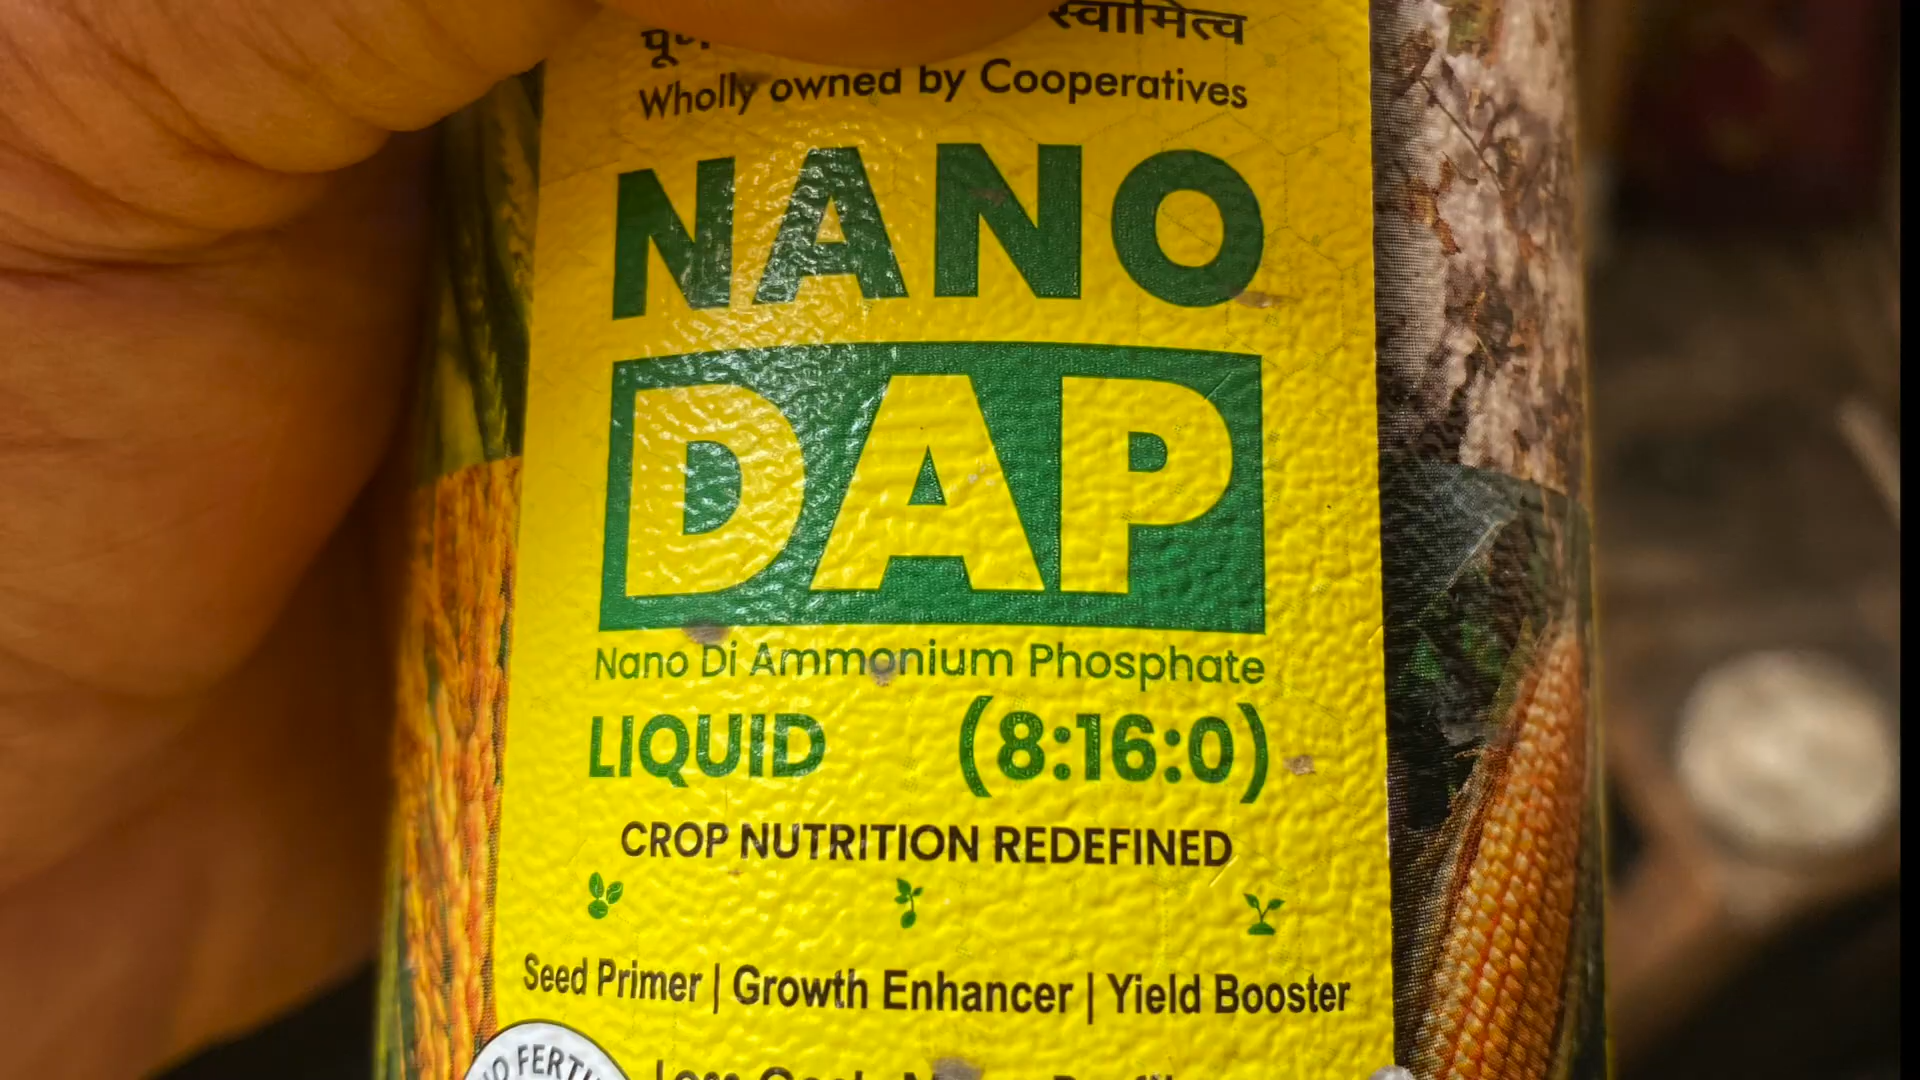 स्वामित्व
Wholly owned by Cooperatives
NANO
DAP
Nano Di Ammonium Phosphate
LIQUID (8:16:0)
CROP NUTRITION REDEFINED
Seed Primer | Growth Enhancer | Yield Booster